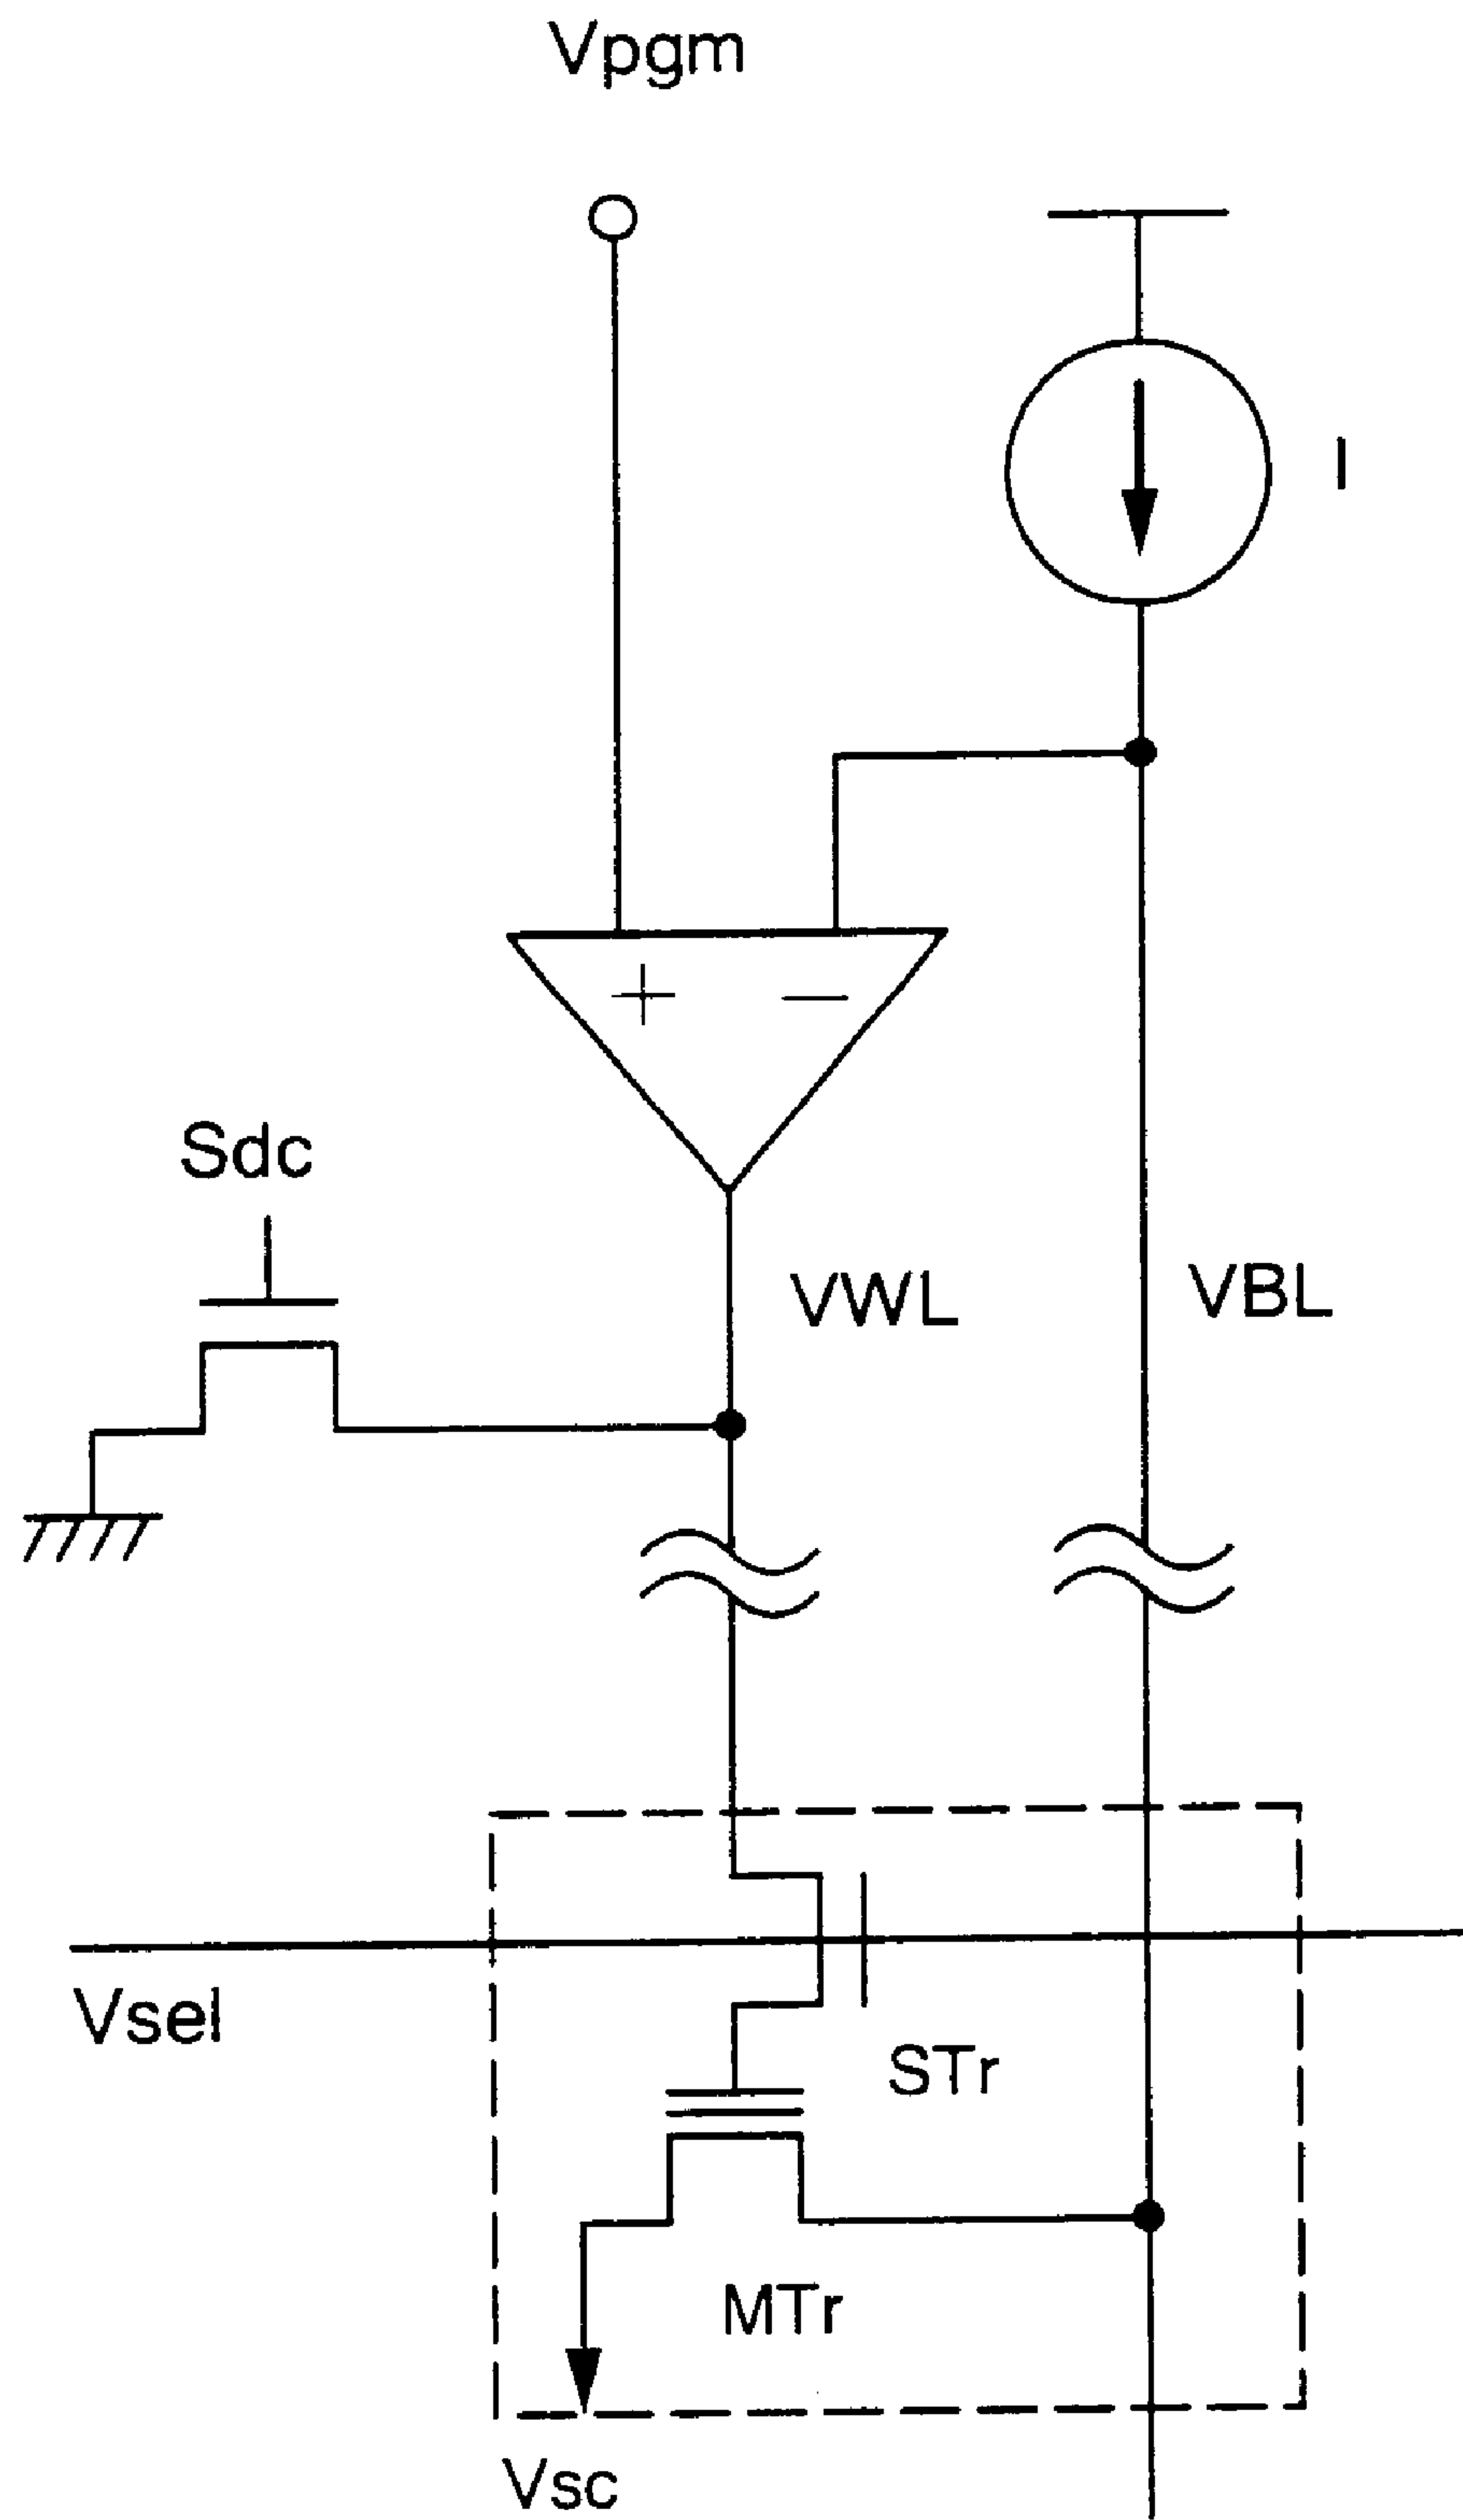 Vpgm
I
+ −
Sdc
VWL
VBL
Vsel
STr
MTr
Vsc